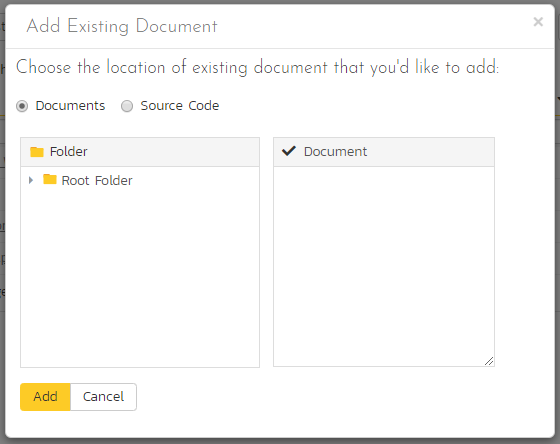 Add Existing Document
×
Choose the location of existing document that you'd like to add:
Documents Source Code
Folder Document
Root Folder
Add Cancel